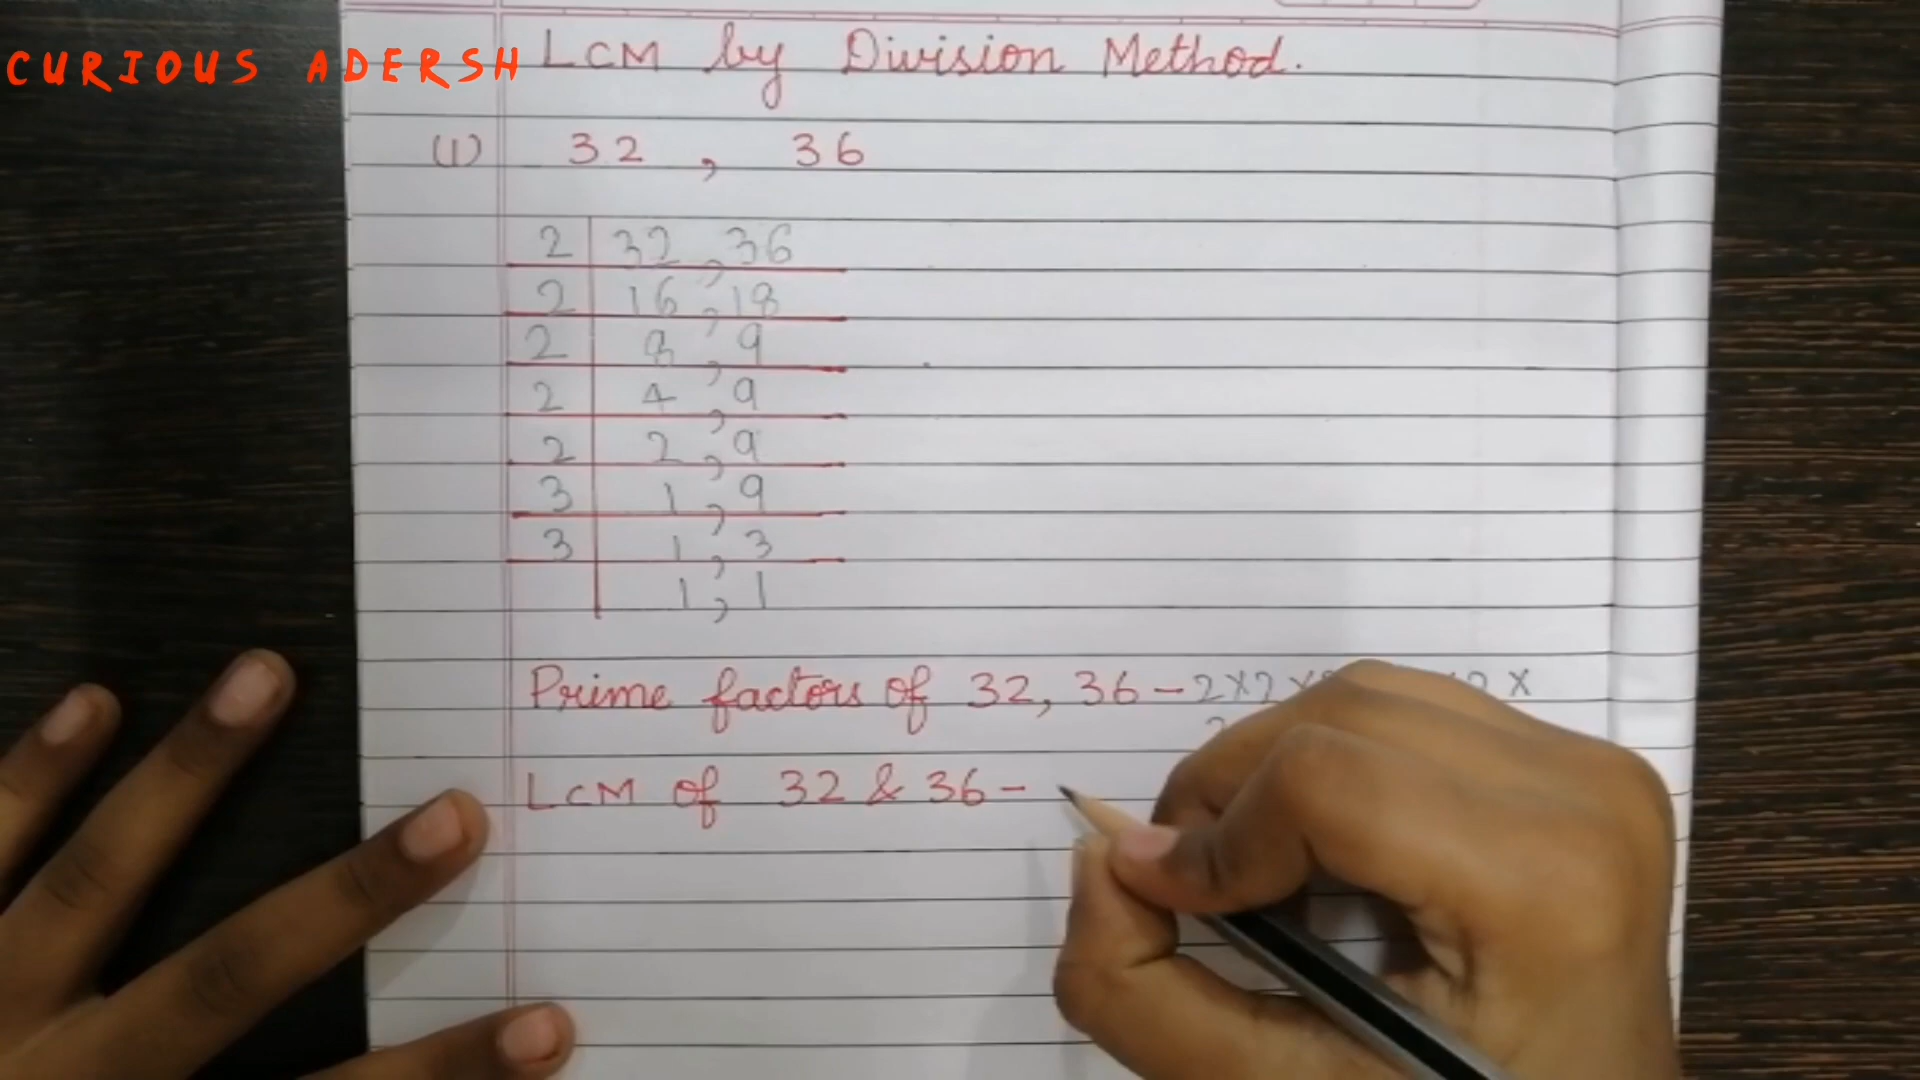 CURIOUS ADERSH
LCM by Division Method.
(1) 32 , 36
2 32 , 36
2 16 , 18
2 8 , 9
2 4 , 9
2 2 , 9
3 1 , 9
3 1 , 3
1 , 1
Prime factors of 32, 36 - 2 × 2 × ×
LCM of 32 & 36 -